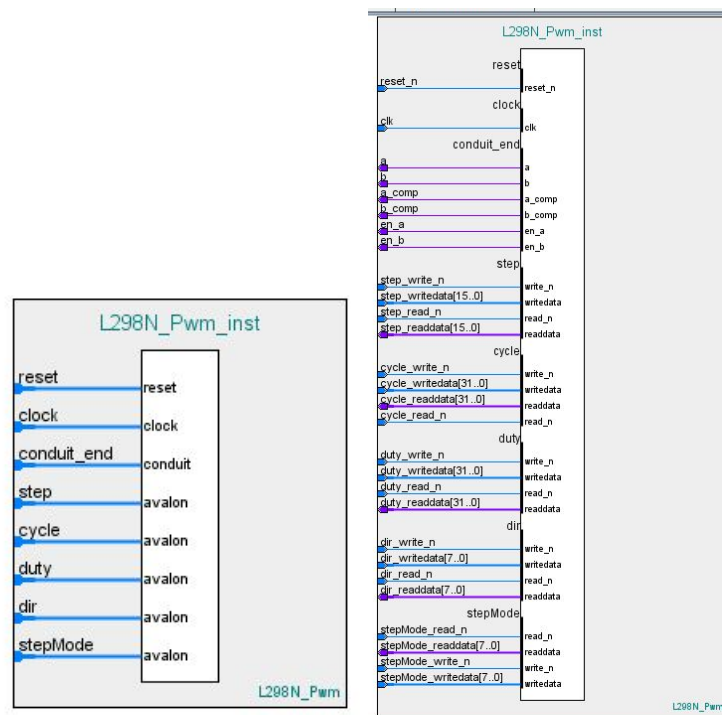 L298N_Pwm_inst
reset
reset
clock
clock
conduit_end
conduit
step
avalon
cycle
avalon
duty
avalon
dir
avalon
stepMode
avalon
L298N_Pwm
L298N_Pwm_inst
reset
reset_n
reset_n
clock
clk
clk
conduit_end
a
a
b
b
a_comp
a_comp
b_comp
b_comp
en_a
en_a
en_b
en_b
step
step_write_n
write_n
step_writedata[15..0]
writedata
step_read_n
read_n
step_readdata[15..0]
readdata
cycle
cycle_write_n
write_n
cycle_writedata[31..0]
writedata
cycle_readdata[31..0]
readdata
cycle_read_n
read_n
duty
duty_write_n
write_n
duty_writedata[31..0]
writedata
duty_read_n
read_n
duty_readdata[31..0]
readdata
dir
dir_write_n
write_n
dir_writedata[7..0]
writedata
dir_read_n
read_n
dir_readdata[7..0]
readdata
stepMode
stepMode_read_n
read_n
stepMode_readdata[7..0]
readdata
stepMode_write_n
write_n
stepMode_writedata[7..0]
writedata
L298N_Pwm